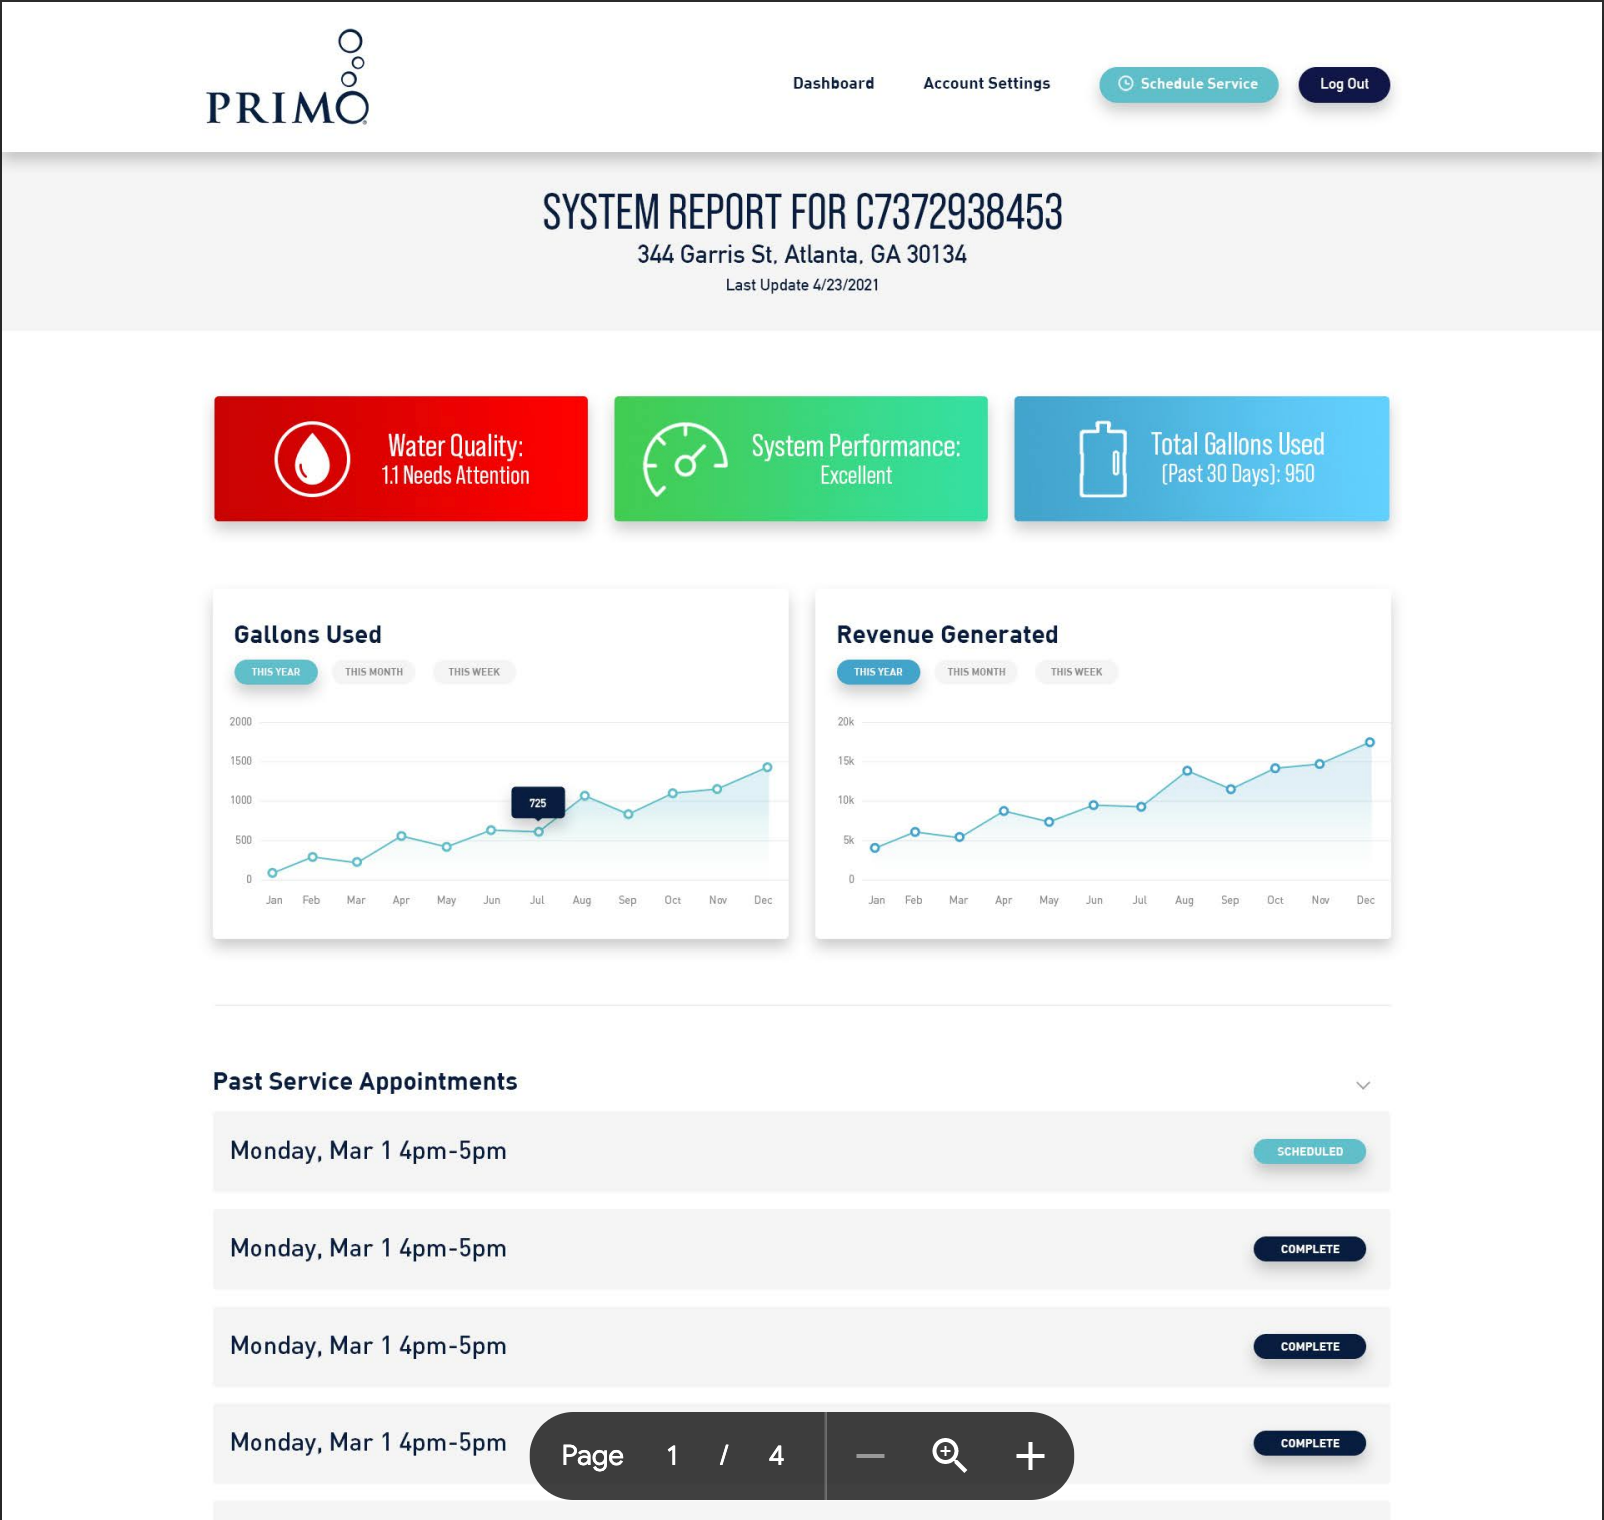 PRIMO
Dashboard
Account Settings
Schedule Service
Log Out
SYSTEM REPORT FOR C7372938453
344 Garris St, Atlanta, GA 30134
Last Update 4/23/2021
Water Quality:
1.1 Needs Attention
System Performance:
Excellent
Total Gallons Used
(Past 30 Days): 950
Gallons Used
THIS YEAR
THIS MONTH
THIS WEEK
2000
1500
1000
500
0
725
Jan Feb Mar Apr May Jun Jul Aug Sep Oct Nov Dec
Revenue Generated
THIS YEAR
THIS MONTH
THIS WEEK
20k
15k
10k
5k
0
Jan Feb Mar Apr May Jun Jul Aug Sep Oct Nov Dec
Past Service Appointments
Monday, Mar 1 4pm-5pm
SCHEDULED
Monday, Mar 1 4pm-5pm
COMPLETE
Monday, Mar 1 4pm-5pm
COMPLETE
Monday, Mar 1 4pm-5pm
COMPLETE
Page 1 / 4